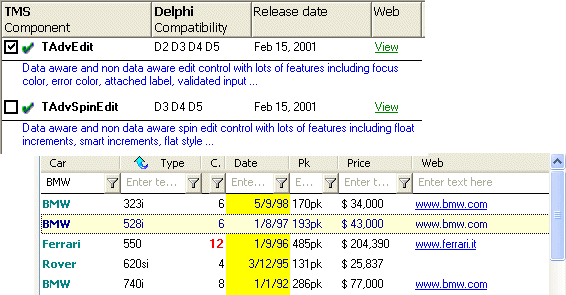 TMS Delphi Release date Web
Component Compatibility
TAdvEdit D2 D3 D4 D5 Feb 15, 2001 View
Data aware and non data aware edit control with lots of features including focus
color, error color, attached label, validated input ...
TAdvSpinEdit D3 D4 D5 Feb 15, 2001 View
Data aware and non data aware spin edit control with lots of features including float
increments, smart increments, flat style ...
Car Type C. Date Pk Price Web
BMW Enter te... E... Ente... E... Enter t... Enter text here
BMW 323i 6 5/9/98 170pk $ 34,000 www.bmw.com
BMW 528i 6 1/8/97 193pk $ 43,000 www.bmw.com
Ferrari 550 12 1/9/96 485pk $ 204,390 www.ferrari.it
Rover 620si 4 3/12/95 131pk $ 25,837
BMW 740i 8 1/1/92 286pk $ 77,000 www.bmw.com